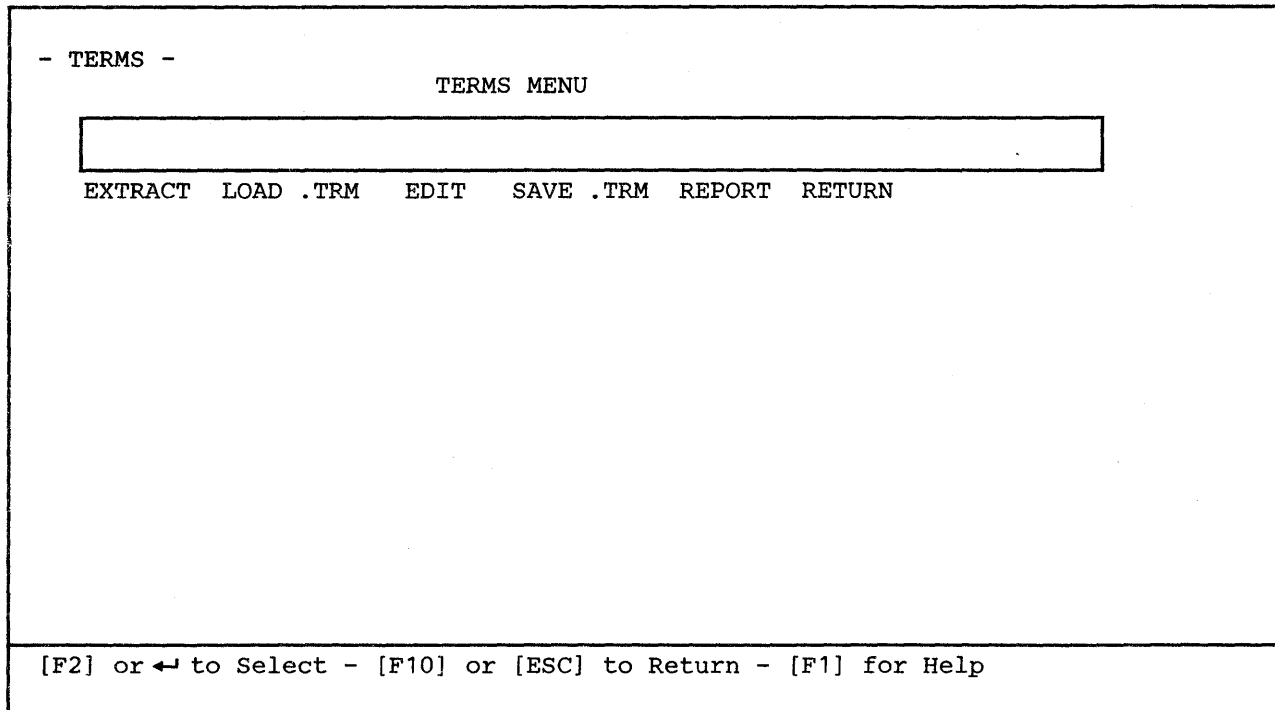 - TERMS -
TERMS MENU
EXTRACT LOAD .TRM EDIT SAVE .TRM REPORT RETURN
[F2] or ↵ to Select - [F10] or [ESC] to Return - [F1] for Help